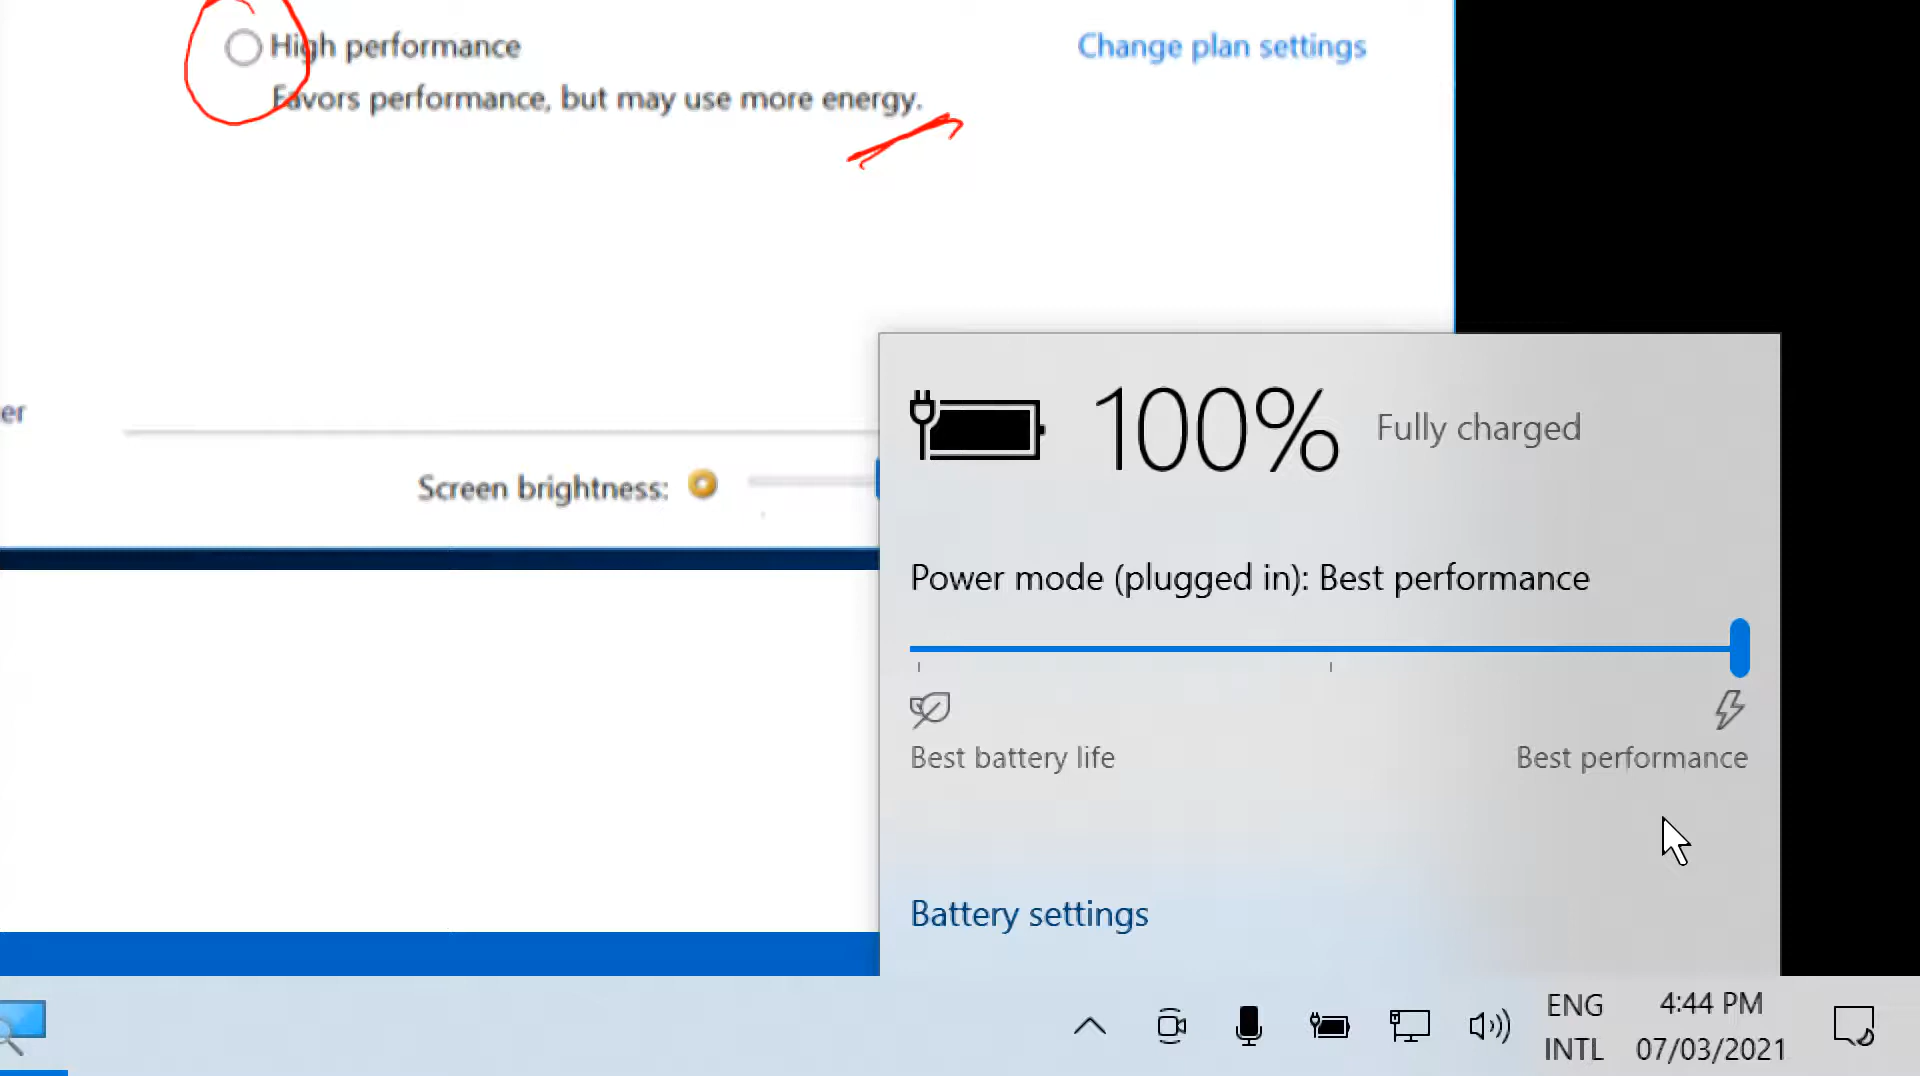 High performance
Change plan settings
Favors performance, but may use more energy.
er
Screen brightness:
100% Fully charged
Power mode (plugged in): Best performance
Best battery life
Best performance
Battery settings
ENG
INTL
4:44 PM
07/03/2021